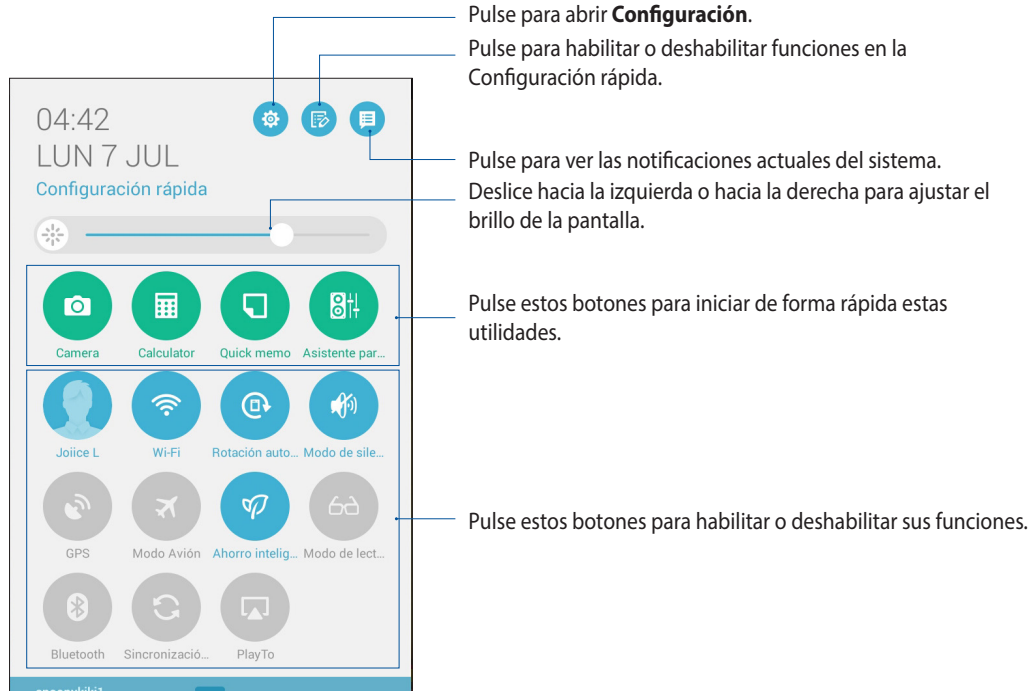 Pulse para abrir Configuración.
Pulse para habilitar o deshabilitar funciones en la
Configuración rápida.
04:42
LUN 7 JUL
Configuración rápida
Pulse para ver las notificaciones actuales del sistema.
Deslice hacia la izquierda o hacia la derecha para ajustar el
brillo de la pantalla.
Pulse estos botones para iniciar de forma rápida estas
utilidades.
Camera Calculator Quick memo Asistente par...
Joiice L Wi-Fi Rotación auto... Modo de sile...
Pulse estos botones para habilitar o deshabilitar sus funciones.
GPS Modo Avión Ahorro intelig... Modo de lect...
Bluetooth Sincronizació... PlayTo